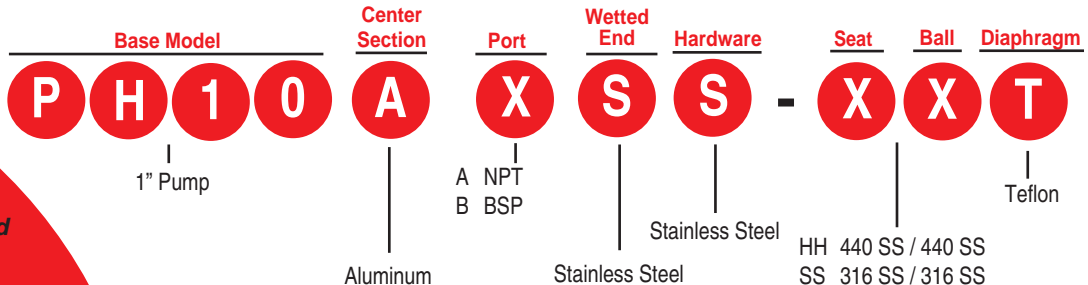 Base Model
Center Section
Port
Wetted End
Hardware
Seat
Ball
Diaphragm
P H 1 0 A X S S - X X T
1” Pump
A NPT
B BSP
Teflon
Stainless Steel
HH 440 SS / 440 SS
Aluminum
Stainless Steel
SS 316 SS / 316 SS
d